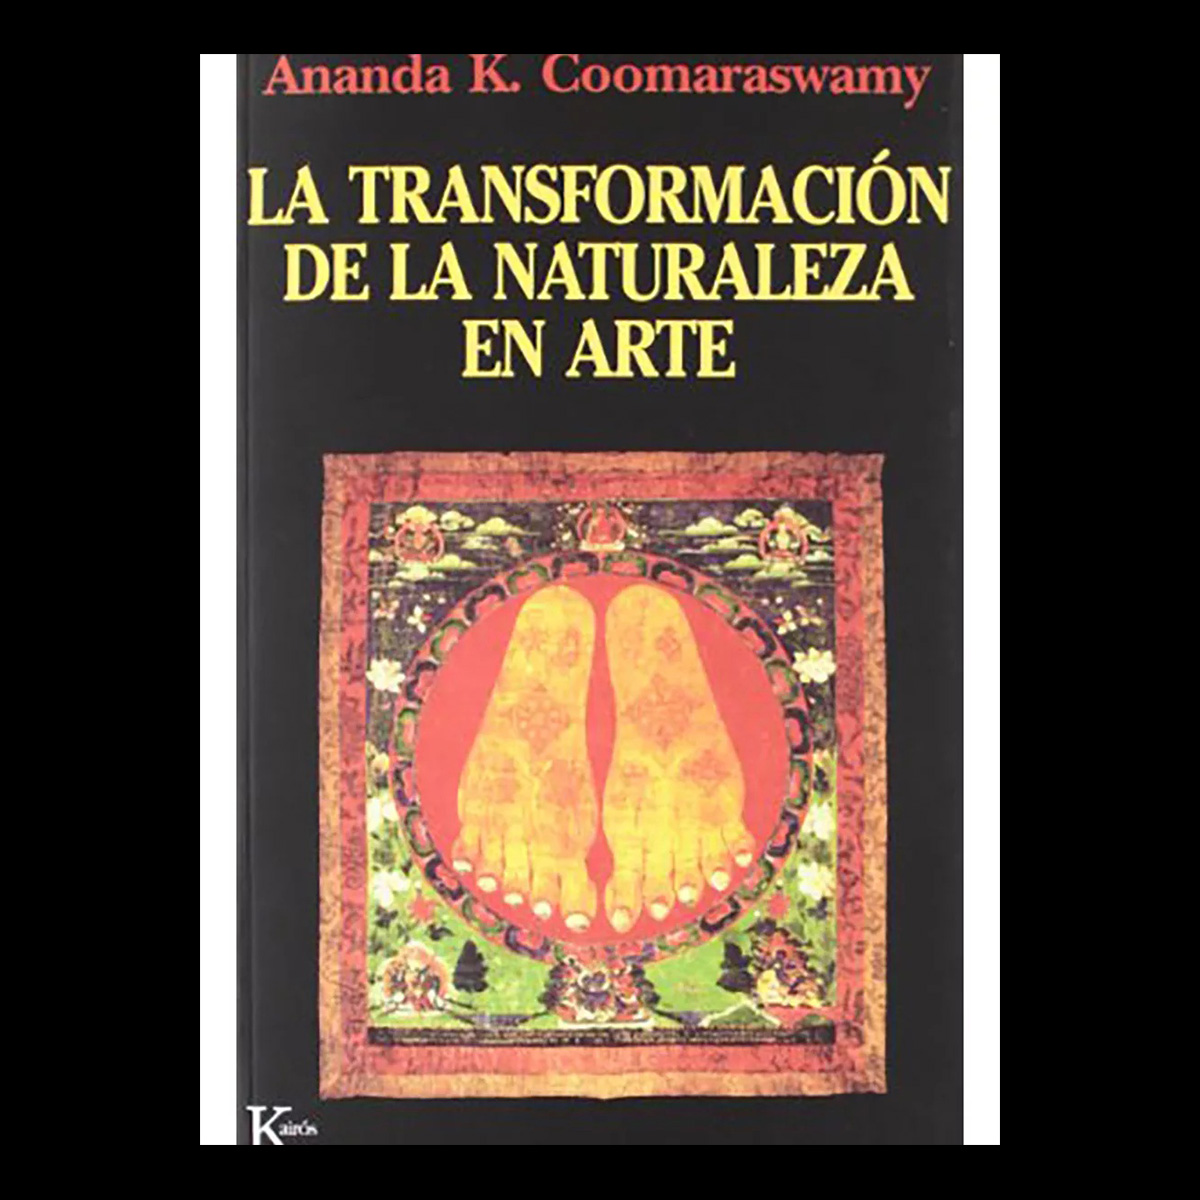 Ananda K. Coomaraswamy
LA TRANSFORMACIÓN
DE LA NATURALEZA
EN ARTE
Kairós